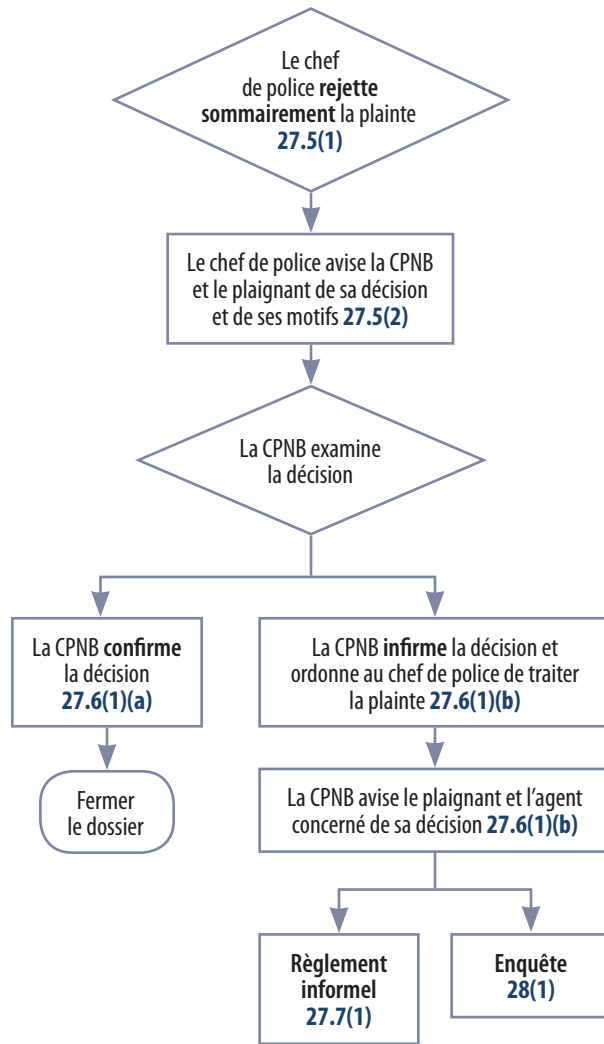 Le chef
de police rejette
sommairement la plainte
27.5(1)
Le chef de police avise la CPNB
et le plaignant de sa décision
et de ses motifs 27.5(2)
La CPNB examine
la décision
La CPNB confirme
la décision
27.6(1)(a)
Fermer
le dossier
La CPNB infirme la décision et
ordonne au chef de police de traiter
la plainte 27.6(1)(b)
La CPNB avise le plaignant et l'agent
concerné de sa décision 27.6(1)(b)
Règlement
informel
27.7(1)
Enquête
28(1)